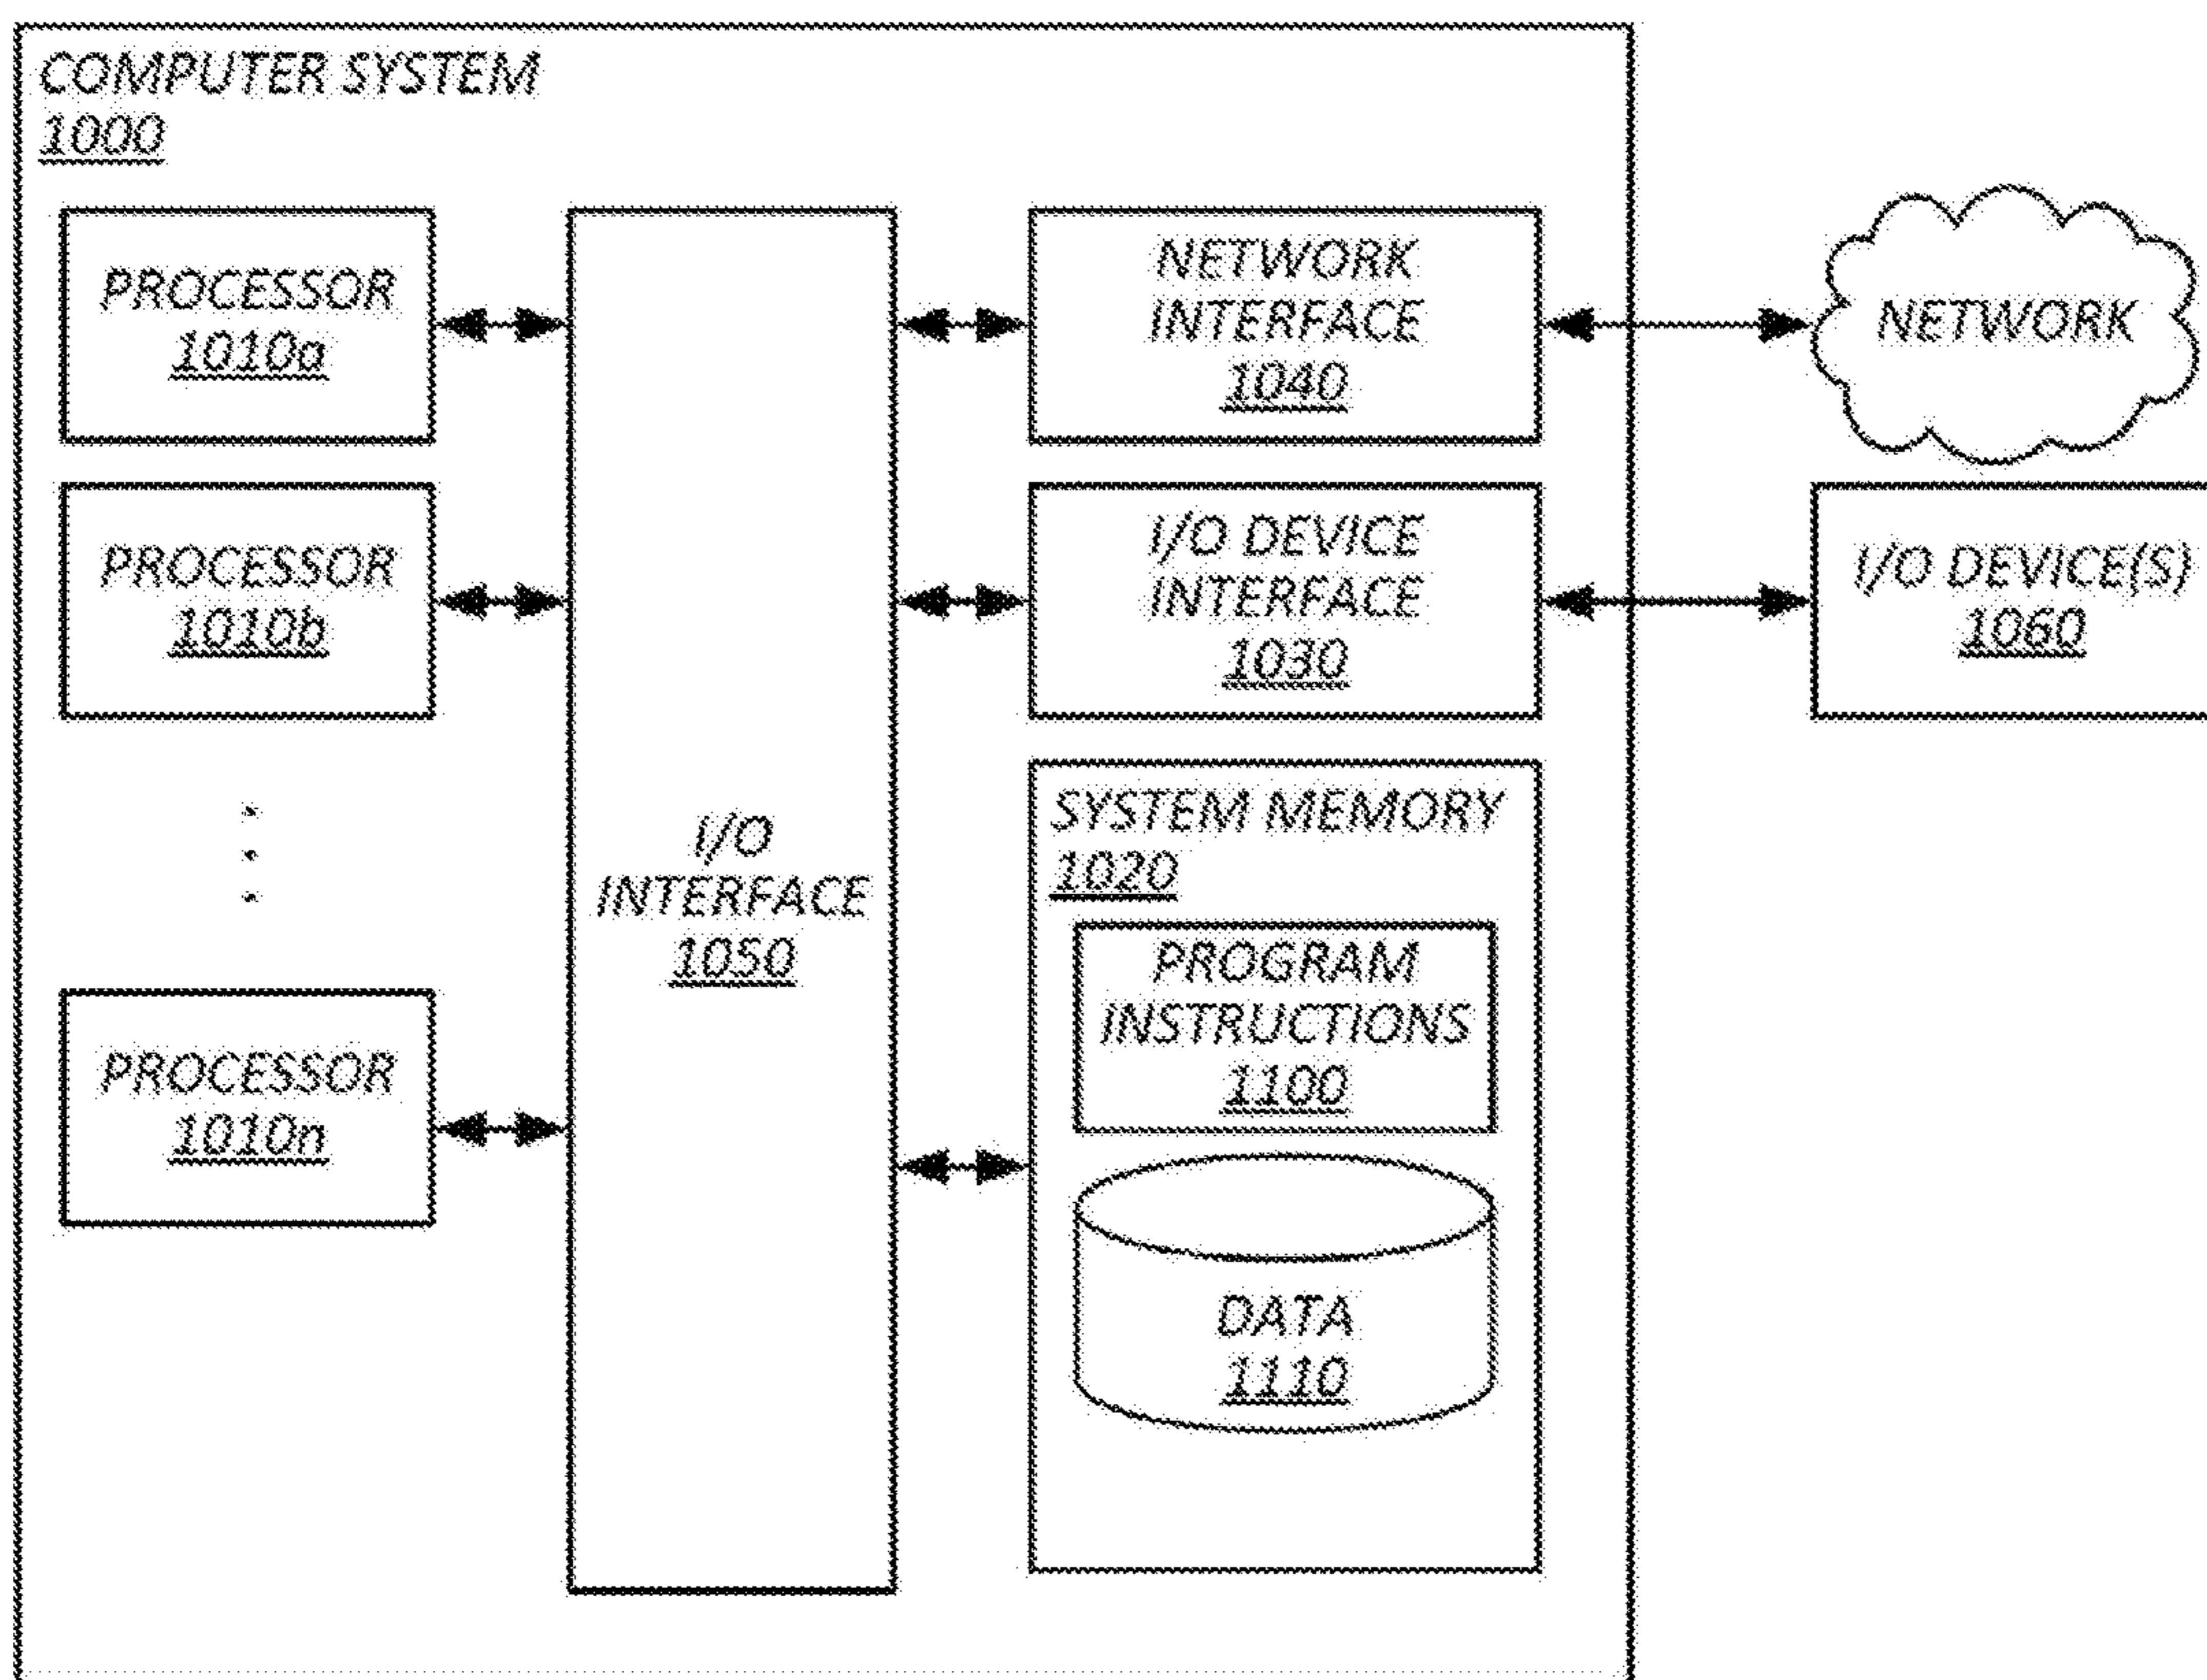 COMPUTER SYSTEM
1000
PROCESSOR
1010a
PROCESSOR
1010b
PROCESSOR
1010n
I/O
INTERFACE
1050
NETWORK
INTERFACE
1040
I/O DEVICE
INTERFACE
1030
SYSTEM MEMORY
1020
PROGRAM
INSTRUCTIONS
1100
DATA
1110
NETWORK
I/O DEVICE(S)
1060